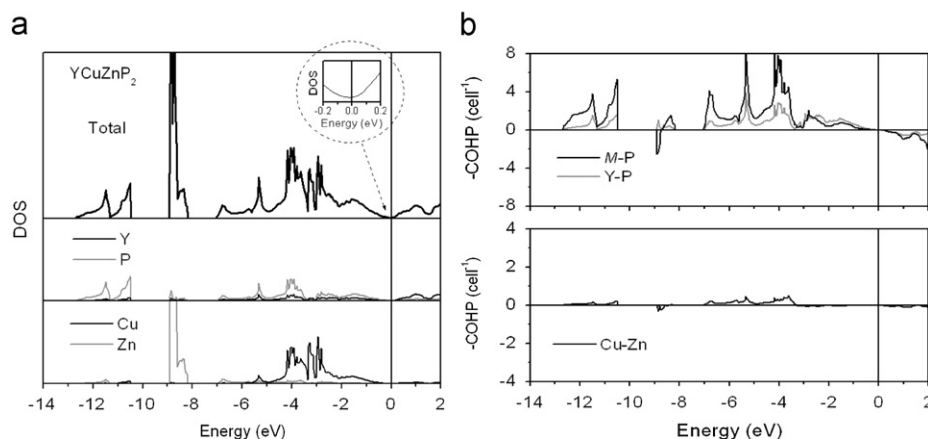 a
YCuZnP₂
Total
DOS
-0.2 0.0 0.2
Energy (eV)
DOS
Y
P
Cu
Zn
-14 -12 -10 -8 -6 -4 -2 0 2
Energy (eV)
b
-COHP (cell⁻¹)
8
4
0
-4
-8
M-P
Y-P
-COHP (cell⁻¹)
4
2
0
-2
-4
Cu-Zn
-14 -12 -10 -8 -6 -4 -2 0 2
Energy (eV)